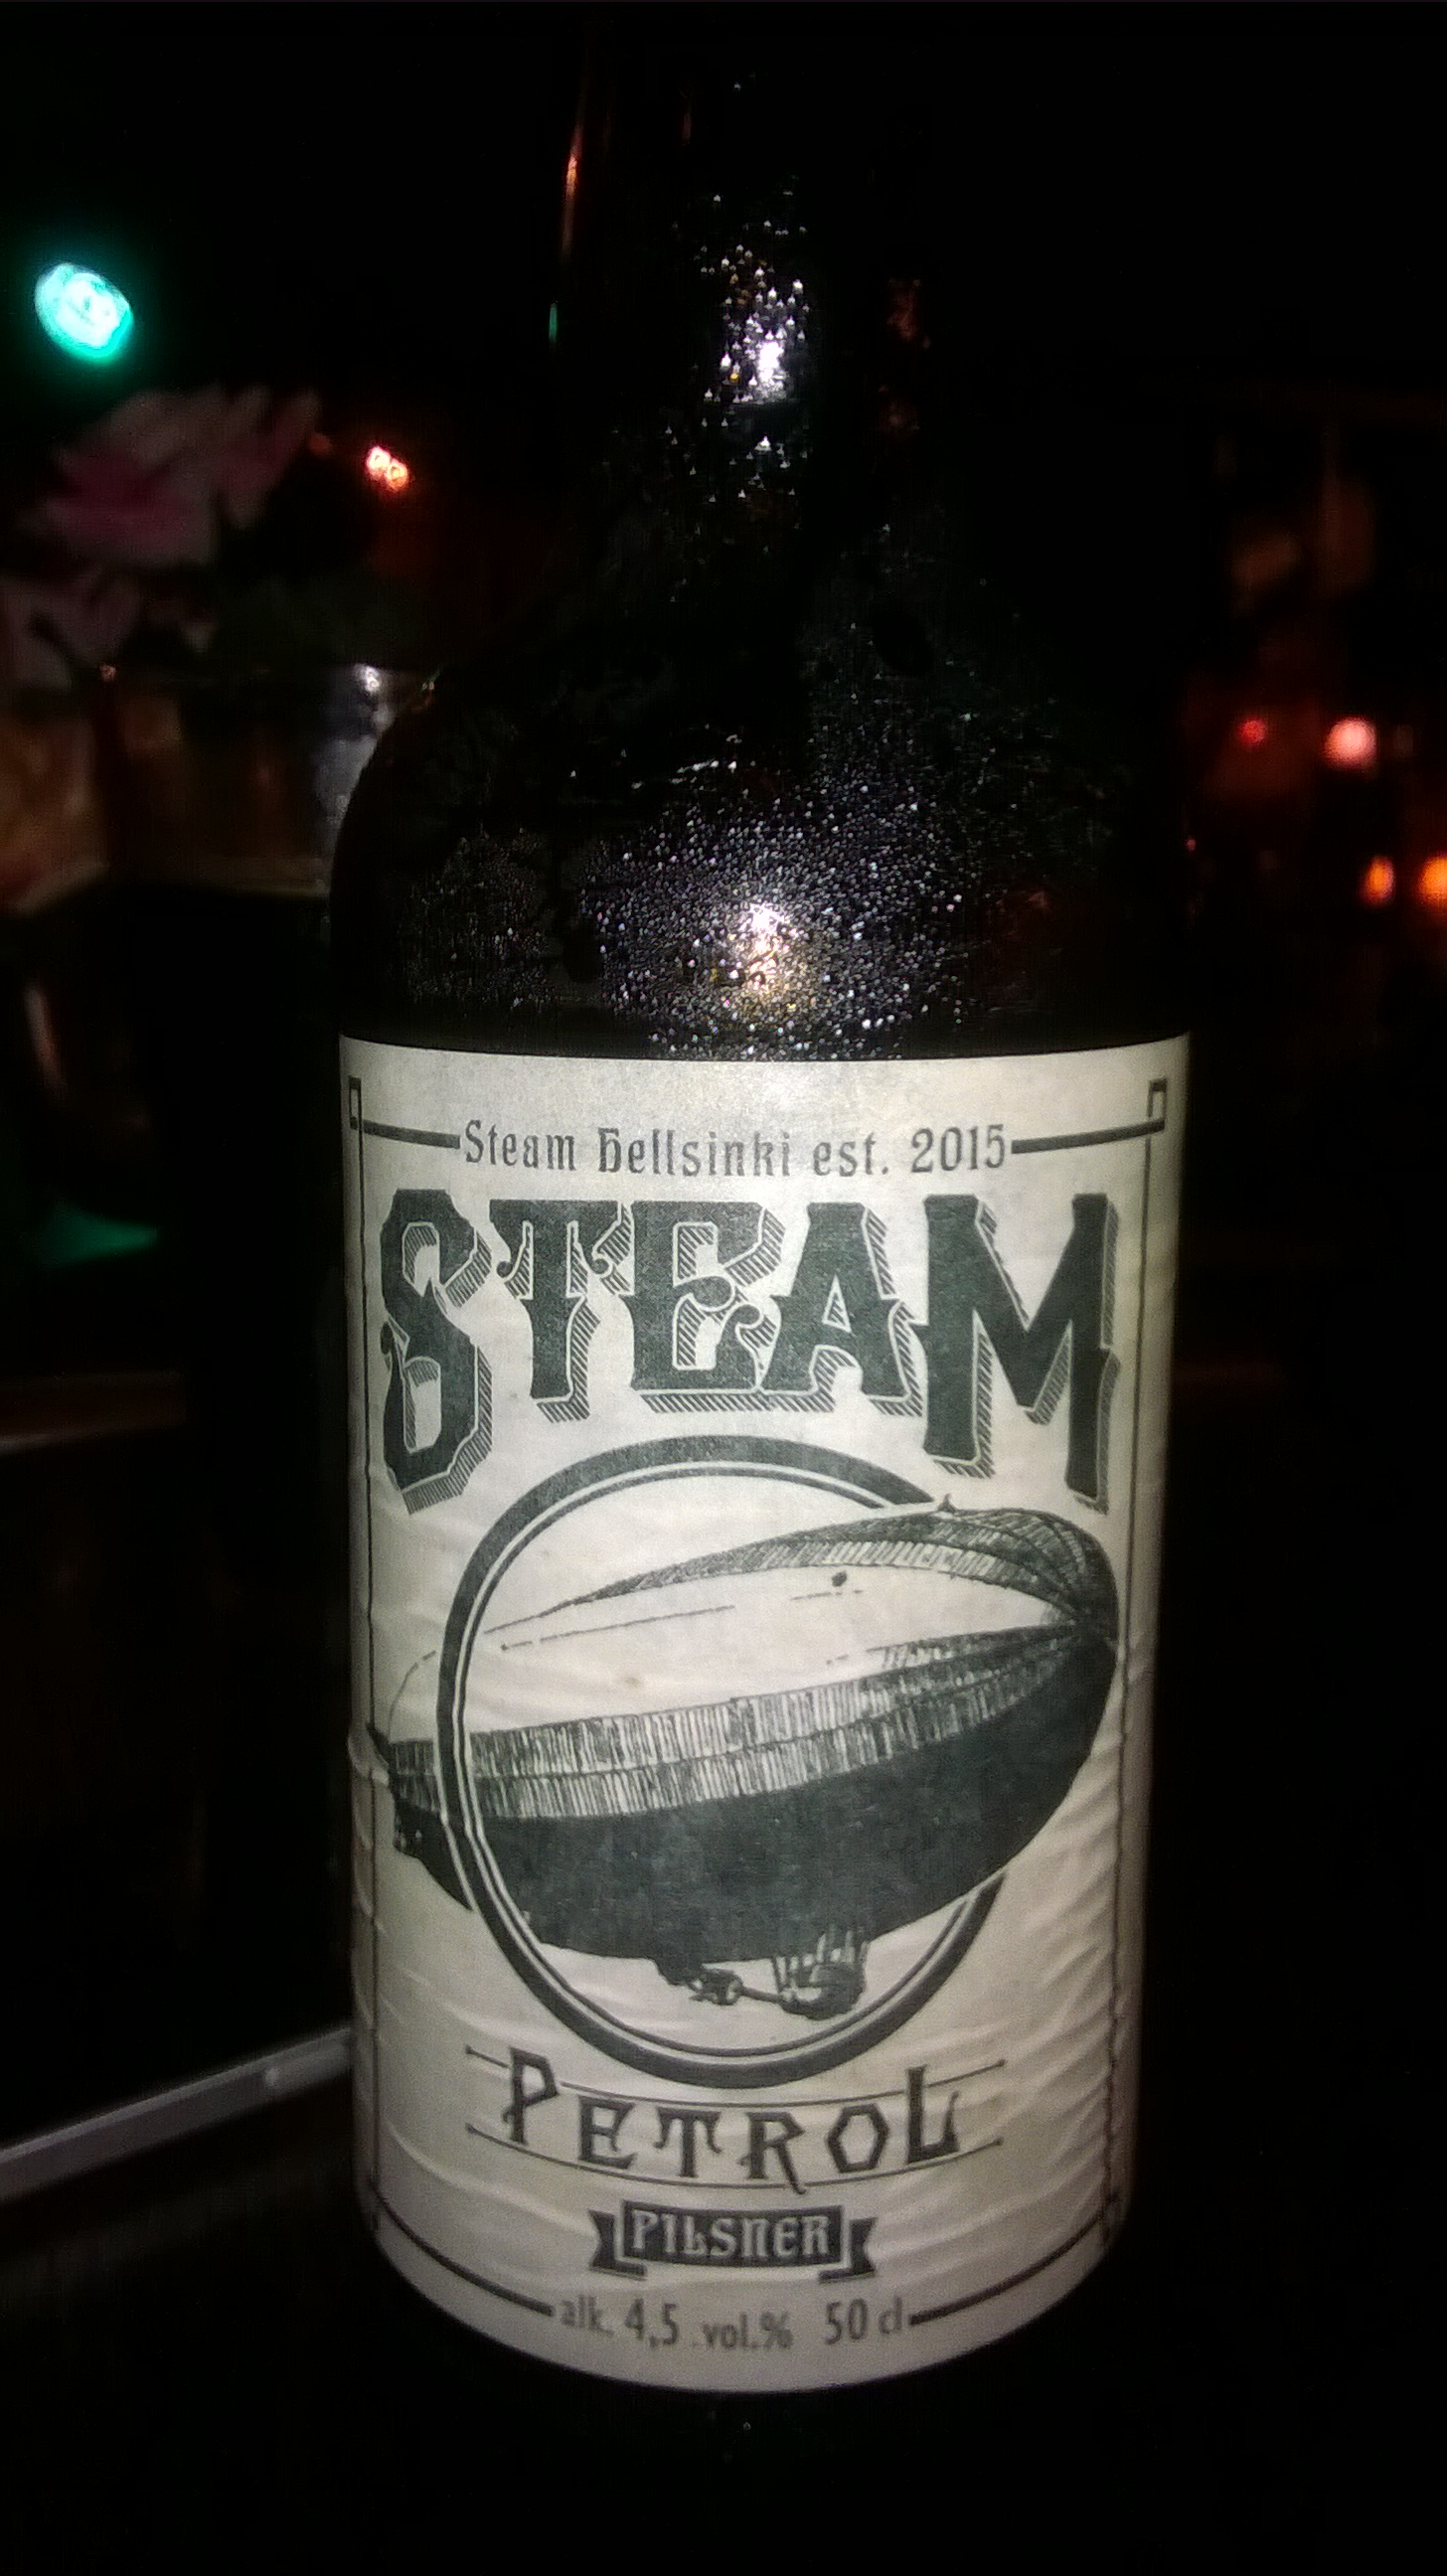 Steam Hellsinki est. 2015
STEAM
PETROL
PILSNER
alk. 4,5 vol.% 50 cl